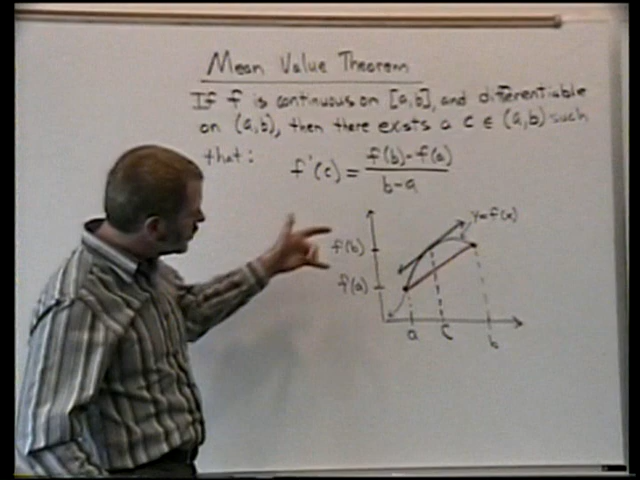 Mean Value Theorem
If f is continuous on [a,b], and differentiable
on (a,b), then there exists a c ∈ (a,b) such
that: f'(c) = f(b)-f(a) / b-a
y=f(x)
f(b)
f(a)
a c b